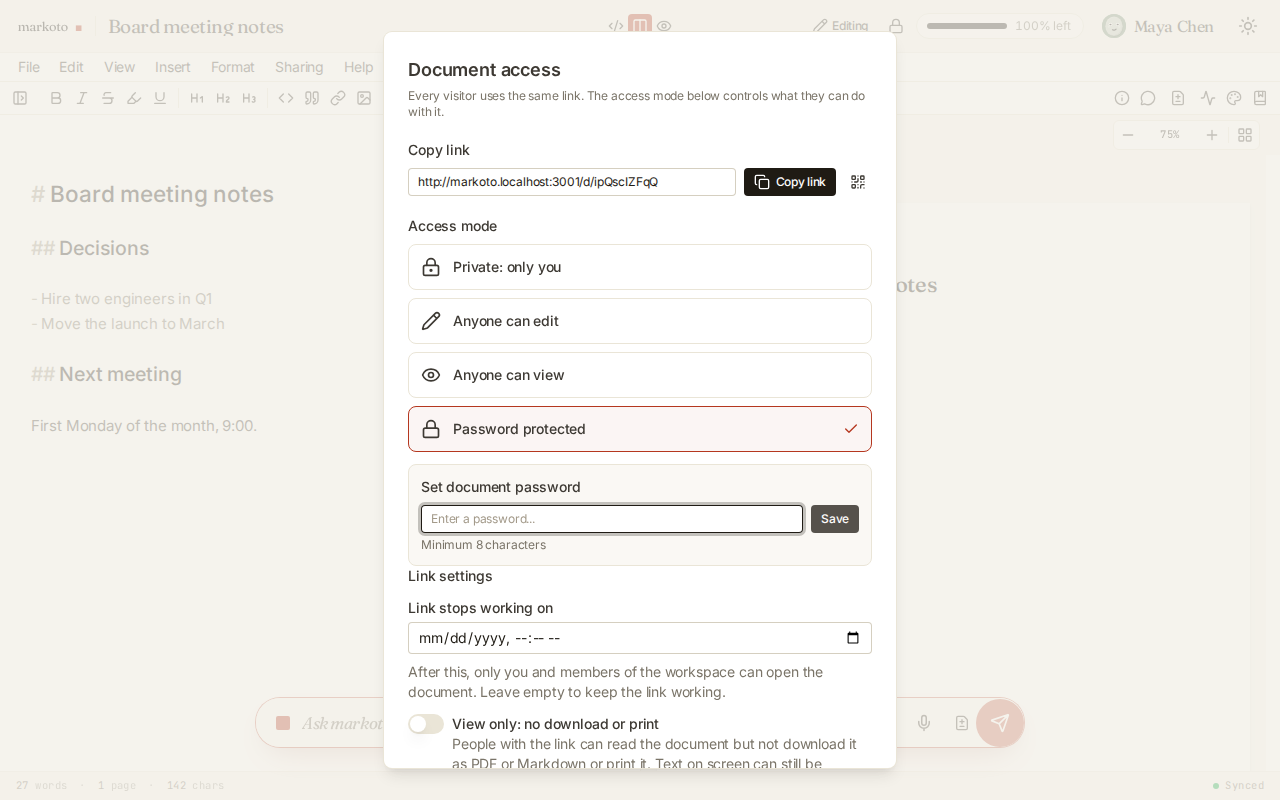 markoto
Board meeting notes
Editing
100% left
Maya Chen
File Edit View Insert Format Sharing Help
H1 H2 H3
75%
# Board meeting notes
## Decisions
- Hire two engineers in Q1
- Move the launch to March
## Next meeting
First Monday of the month, 9:00.
otes
Document access
Every visitor uses the same link. The access mode below controls what they can do
with it.
Copy link
http://markoto.localhost:3001/d/ipQscIZFqQ
Copy link
Access mode
Private: only you
Anyone can edit
Anyone can view
Password protected
Set document password
Enter a password...
Save
Minimum 8 characters
Link settings
Link stops working on
mm/dd/yyyy, --:-- --
After this, only you and members of the workspace can open the
document. Leave empty to keep the link working.
View only: no download or print
People with the link can read the document but not download it
as PDF or Markdown or print it. Text on screen can still be
Ask markot
27 words · 1 page · 142 chars
Synced